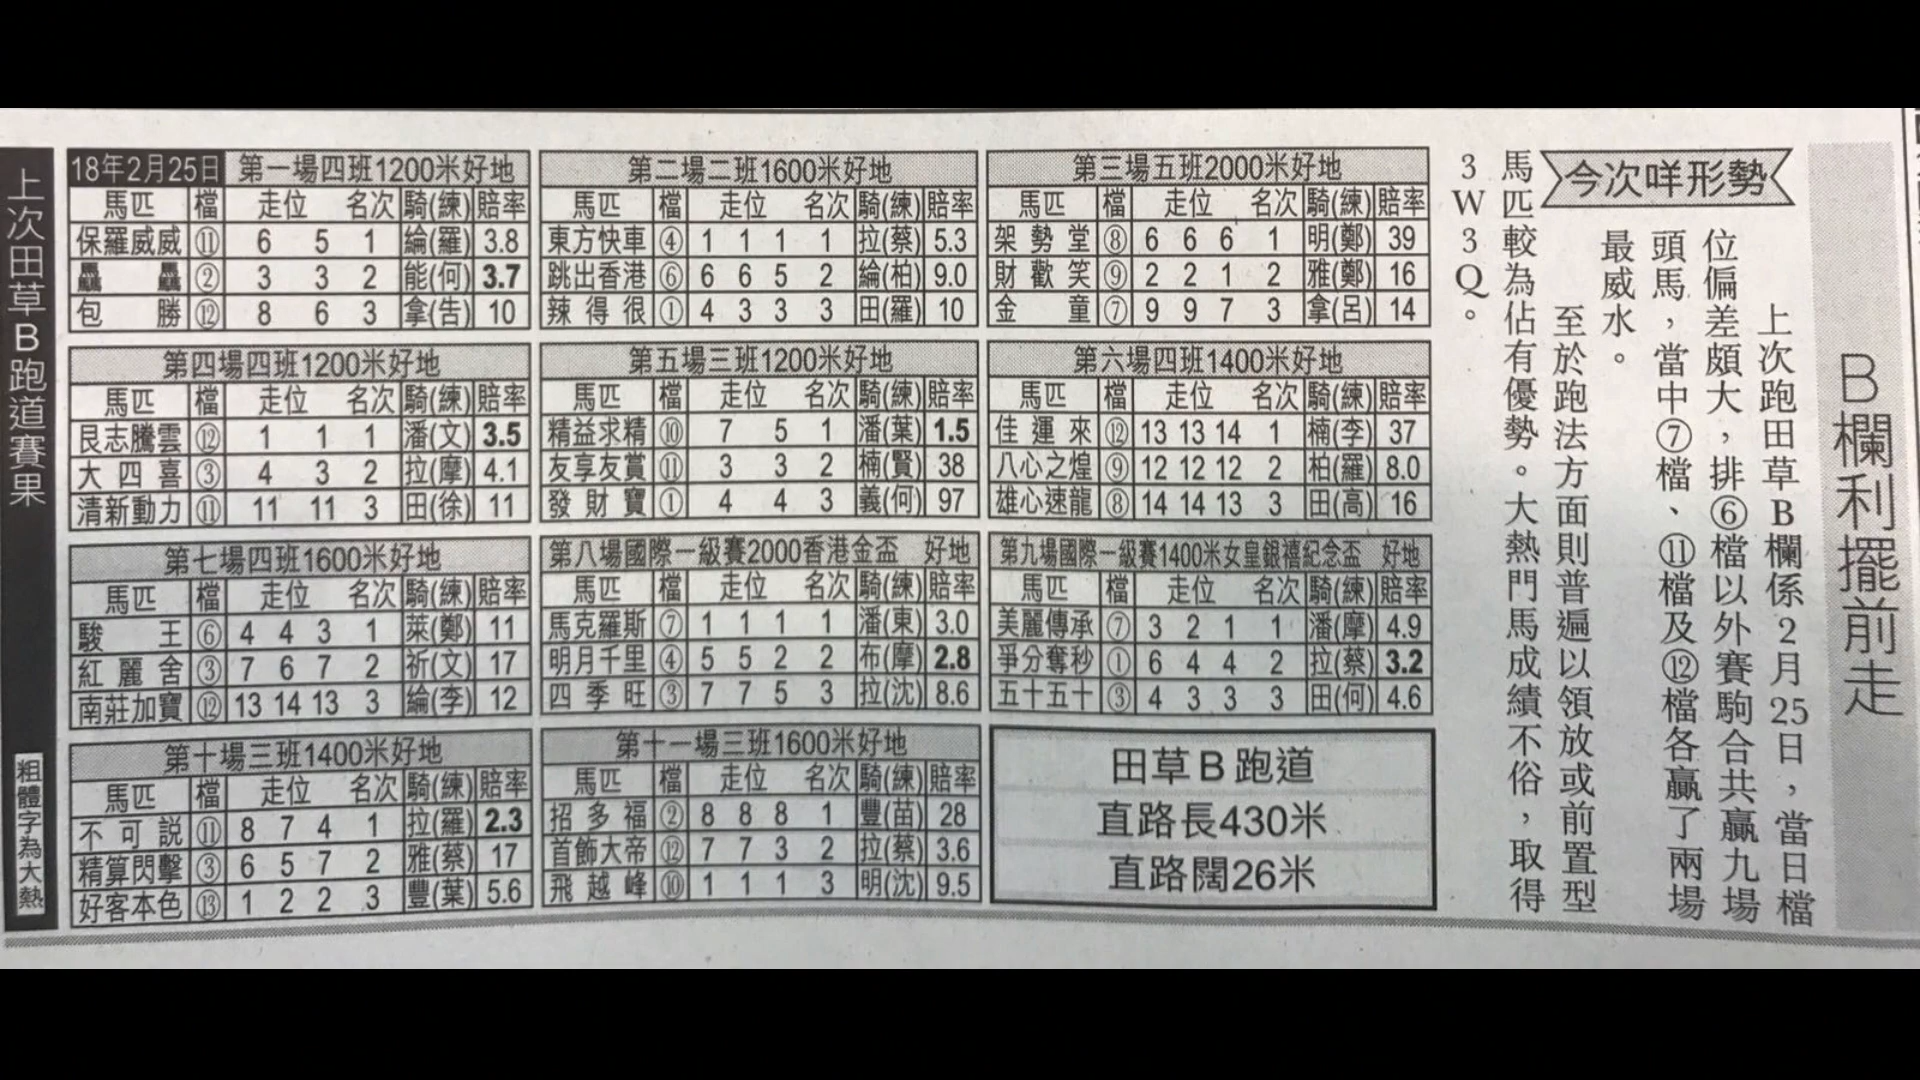 B欄利擺前走
今次咩形勢
上次跑田草B欄係2月25日，當日檔
位偏差頗大，排⑥檔以外賽駒合共贏九場
頭馬，當中⑦檔、⑪檔及⑫檔各贏了兩場
最威水。
至於跑法方面則普遍以領放或前置型
馬匹較為佔有優勢。大熱門馬成績不俗，取得
3W3Q。
上次田草B跑道賽果
粗體字為大熱
18年2月25日 第一場四班1200米好地
馬匹 檔 走位 名次 騎(練) 賠率
保羅威威 ⑪ 6 5 1 綸(羅) 3.8
驫驫 ② 3 3 2 能(何) 3.7
包勝 ⑫ 8 6 3 拿(告) 10
第二場二班1600米好地
馬匹 檔 走位 名次 騎(練) 賠率
東方快車 ④ 1 1 1 1 拉(蔡) 5.3
跳出香港 ⑥ 6 6 5 2 綸(柏) 9.0
辣得很 ① 4 3 3 3 田(羅) 10
第三場五班2000米好地
馬匹 檔 走位 名次 騎(練) 賠率
架勢堂 ⑧ 6 6 6 1 明(鄭) 39
財歡笑 ⑨ 2 2 1 2 雅(鄭) 16
金童 ⑦ 9 9 7 3 拿(呂) 14
第四場四班1200米好地
馬匹 檔 走位 名次 騎(練) 賠率
艮志騰雲 ⑫ 1 1 1 潘(文) 3.5
大四喜 ③ 4 3 2 拉(摩) 4.1
清新動力 ⑪ 11 11 3 田(徐) 11
第五場三班1200米好地
馬匹 檔 走位 名次 騎(練) 賠率
精益求精 ⑩ 7 5 1 潘(葉) 1.5
友享友賞 ⑪ 3 3 2 楠(賢) 38
發財寶 ① 4 4 3 義(何) 97
第六場四班1400米好地
馬匹 檔 走位 名次 騎(練) 賠率
佳運來 ⑫ 13 13 14 1 楠(李) 37
八心之煌 ⑨ 12 12 12 2 柏(羅) 8.0
雄心速龍 ⑧ 14 14 13 3 田(高) 16
第七場四班1600米好地
馬匹 檔 走位 名次 騎(練) 賠率
駿王 ⑥ 4 4 3 1 萊(鄭) 11
紅麗舍 ③ 7 6 7 2 祈(文) 17
南莊加寶 ⑫ 13 14 13 3 綸(李) 12
第八場國際一級賽2000香港金盃 好地
馬匹 檔 走位 名次 騎(練) 賠率
馬克羅斯 ⑦ 1 1 1 1 潘(東) 3.0
明月千里 ④ 5 5 2 2 布(摩) 2.8
四季旺 ③ 7 7 5 3 拉(沈) 8.6
第九場國際一級賽1400米女皇銀禧紀念盃 好地
馬匹 檔 走位 名次 騎(練) 賠率
美麗傳承 ⑦ 3 2 1 1 潘(摩) 4.9
爭分奪秒 ① 6 4 4 2 拉(蔡) 3.2
五十五十 ③ 4 3 3 3 田(何) 4.6
第十場三班1400米好地
馬匹 檔 走位 名次 騎(練) 賠率
不可説 ⑪ 8 7 4 1 拉(羅) 2.3
精算閃擊 ③ 6 5 7 2 雅(蔡) 17
好客本色 ⑬ 1 2 2 3 豐(葉) 5.6
第十一場三班1600米好地
馬匹 檔 走位 名次 騎(練) 賠率
招多福 ② 8 8 8 1 豐(苗) 28
首飾大帝 ⑫ 7 7 3 2 拉(蔡) 3.6
飛越峰 ⑩ 1 1 1 3 明(沈) 9.5
田草B跑道
直路長430米
直路闊26米